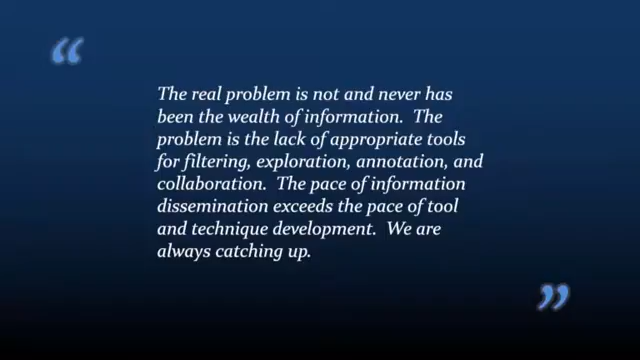 “
The real problem is not and never has
been the wealth of information.  The
problem is the lack of appropriate tools
for filtering, exploration, annotation, and
collaboration.  The pace of information
dissemination exceeds the pace of tool
and technique development.  We are
always catching up.
”